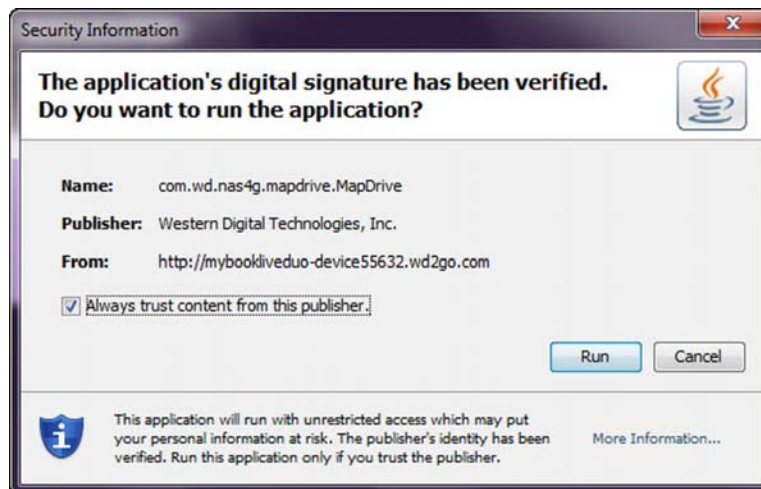 Security Information
The application's digital signature has been verified.
Do you want to run the application?
Name: com.wd.nas4g.mapdrive.MapDrive
Publisher: Western Digital Technologies, Inc.
From: http://mybookliveduo-device55632.wd2go.com
Always trust content from this publisher.
Run Cancel
This application will run with unrestricted access which may put
your personal information at risk. The publisher's identity has been
verified. Run this application only if you trust the publisher.
More Information...